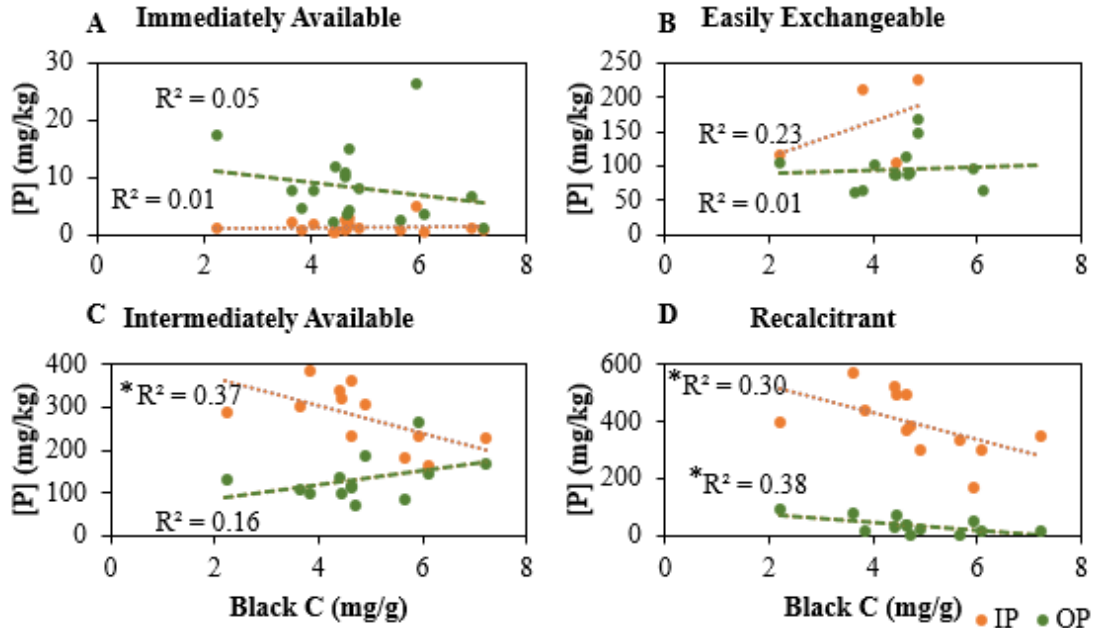 A Immediately Available
B Easily Exchangeable
[P] (mg/kg)
30
20
10
0
R² = 0.05
R² = 0.01
0 2 4 6 8
[P] (mg/kg)
250
200
150
100
50
0
R² = 0.23
R² = 0.01
0 2 4 6 8
C Intermediately Available
D Recalcitrant
[P] (mg/kg)
400
300
200
100
0
*R² = 0.37
R² = 0.16
0 2 4 6 8
Black C (mg/g)
[P] (mg/kg)
600
400
200
0
*R² = 0.30
*R² = 0.38
0 2 4 6 8
Black C (mg/g)
IP OP